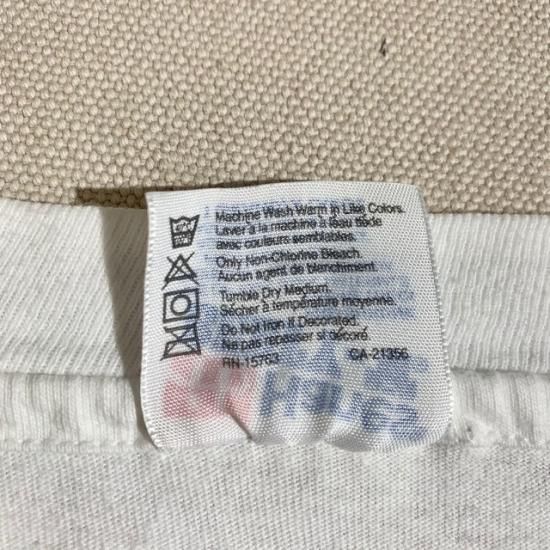 Machine Wash Warm in Like Colors.
Laver à la machine à l'eau tiède
avec couleurs semblables.
Only Non-Chlorine Bleach.
Aucun agent de blanchiment.
Tumble Dry Medium.
Sécher à température moyenne.
Do Not Iron if Decorated.
Ne pas repasser si décoré.
RN-15763 CA-21356